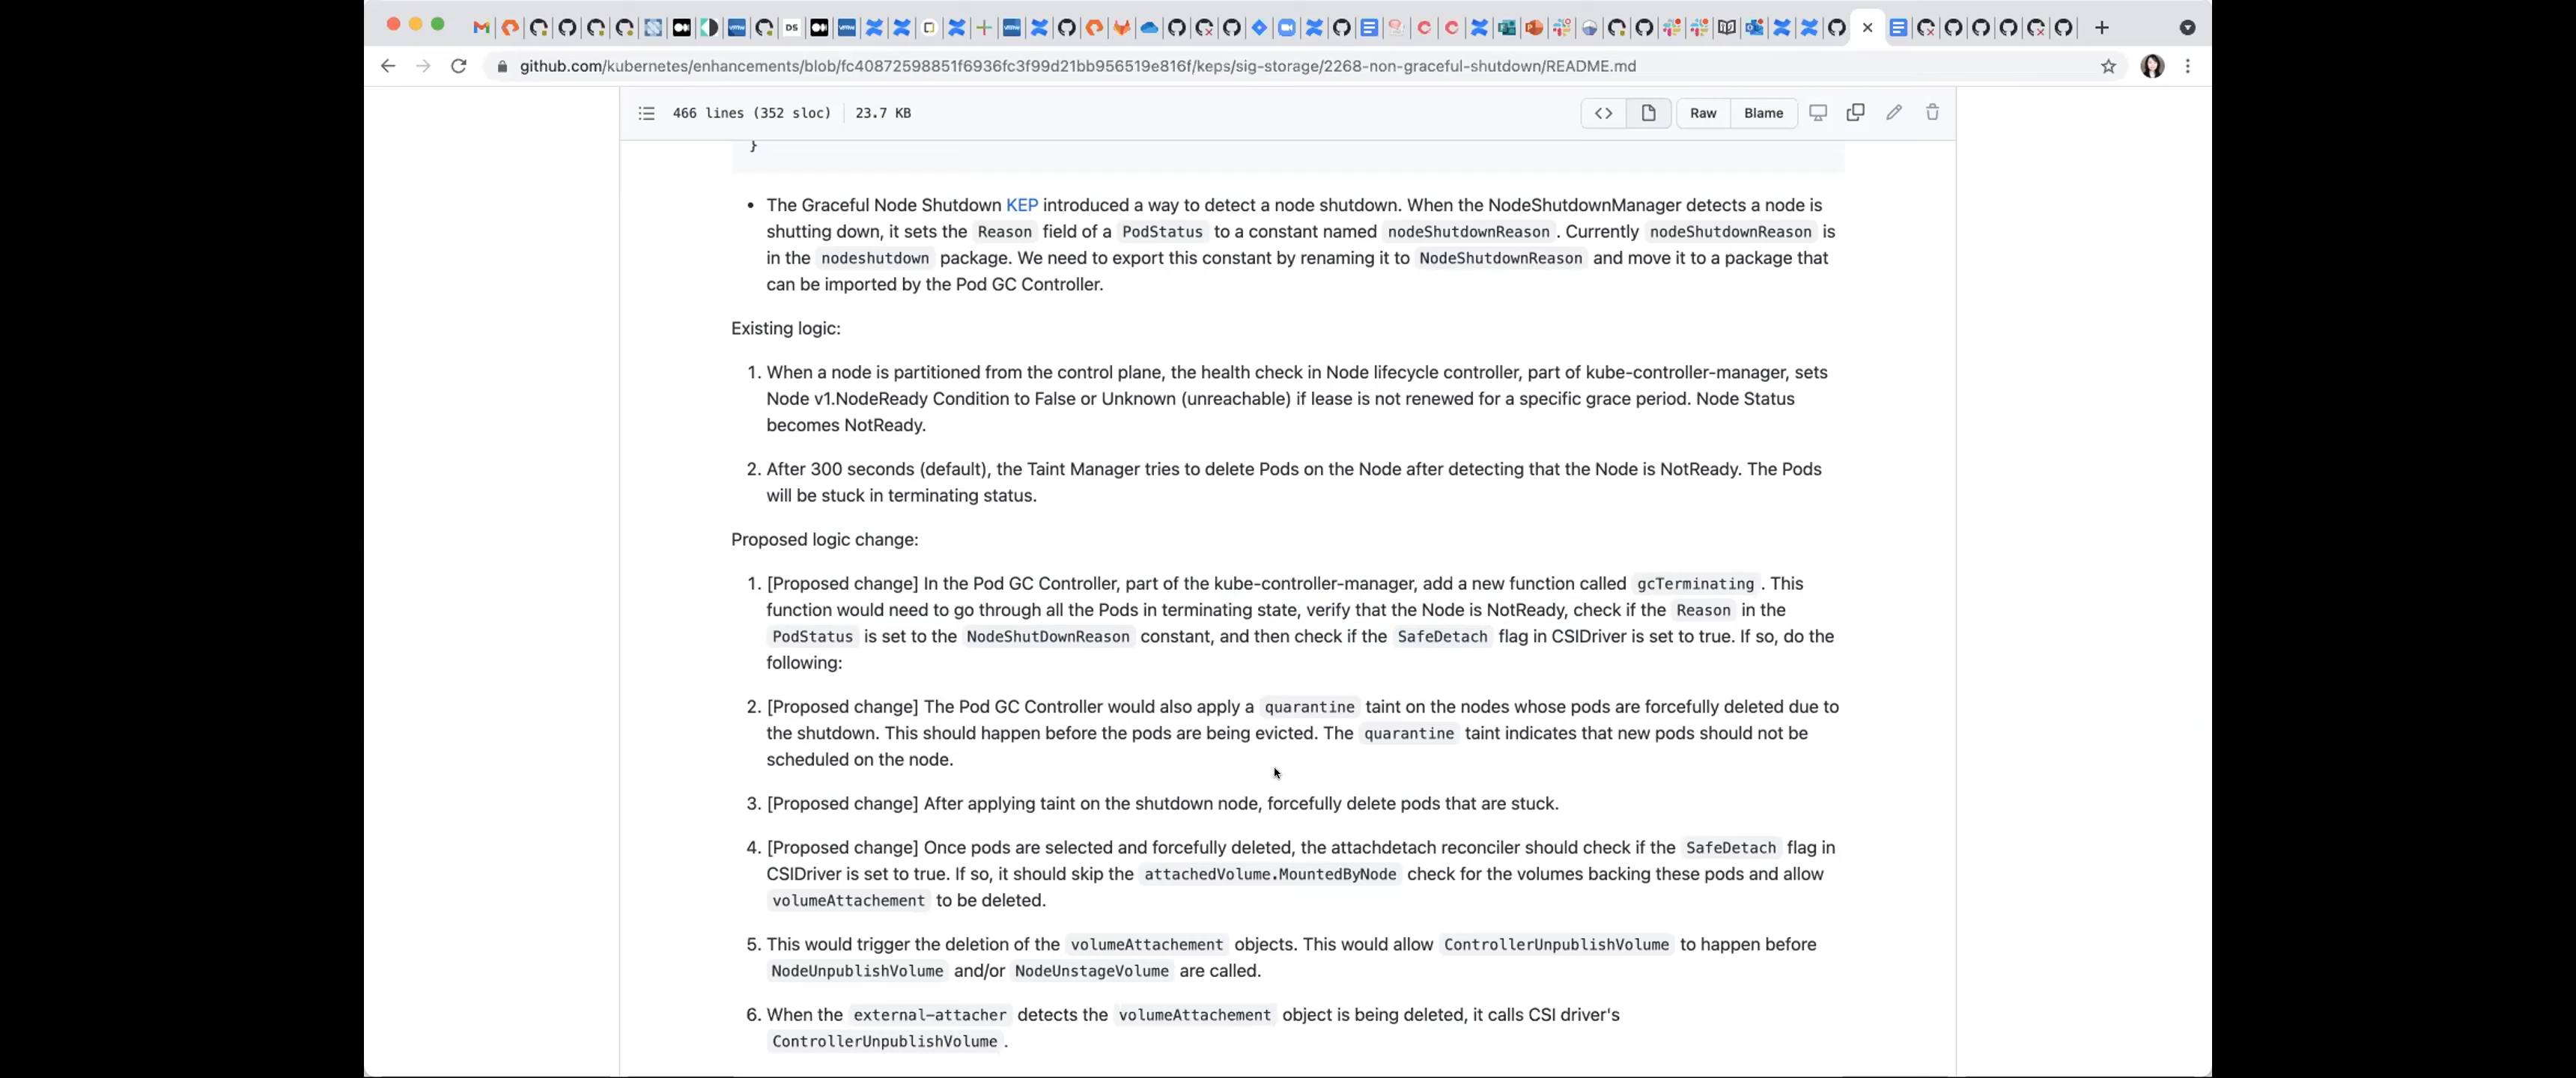 github.com/kubernetes/enhancements/blob/fc40872598851f6936fc3f99d21bb956519e816f/keps/sig-storage/2268-non-graceful-shutdown/README.md
466 lines (352 sloc) 23.7 KB Raw Blame
}
• The Graceful Node Shutdown KEP introduced a way to detect a node shutdown. When the NodeShutdownManager detects a node is
shutting down, it sets the Reason field of a PodStatus to a constant named nodeShutdownReason . Currently nodeShutdownReason is
in the nodeshutdown package. We need to export this constant by renaming it to NodeShutdownReason and move it to a package that
can be imported by the Pod GC Controller.
Existing logic:
1. When a node is partitioned from the control plane, the health check in Node lifecycle controller, part of kube-controller-manager, sets
Node v1.NodeReady Condition to False or Unknown (unreachable) if lease is not renewed for a specific grace period. Node Status
becomes NotReady.
2. After 300 seconds (default), the Taint Manager tries to delete Pods on the Node after detecting that the Node is NotReady. The Pods
will be stuck in terminating status.
Proposed logic change:
1. [Proposed change] In the Pod GC Controller, part of the kube-controller-manager, add a new function called gcTerminating . This
function would need to go through all the Pods in terminating state, verify that the Node is NotReady, check if the Reason in the
PodStatus is set to the NodeShutDownReason constant, and then check if the SafeDetach flag in CSIDriver is set to true. If so, do the
following:
2. [Proposed change] The Pod GC Controller would also apply a quarantine taint on the nodes whose pods are forcefully deleted due to
the shutdown. This should happen before the pods are being evicted. The quarantine taint indicates that new pods should not be
scheduled on the node.
3. [Proposed change] After applying taint on the shutdown node, forcefully delete pods that are stuck.
4. [Proposed change] Once pods are selected and forcefully deleted, the attachdetach reconciler should check if the SafeDetach flag in
CSIDriver is set to true. If so, it should skip the attachedVolume.MountedByNode check for the volumes backing these pods and allow
volumeAttachement to be deleted.
5. This would trigger the deletion of the volumeAttachement objects. This would allow ControllerUnpublishVolume to happen before
NodeUnpublishVolume and/or NodeUnstageVolume are called.
6. When the external-attacher detects the volumeAttachement object is being deleted, it calls CSI driver's
ControllerUnpublishVolume .